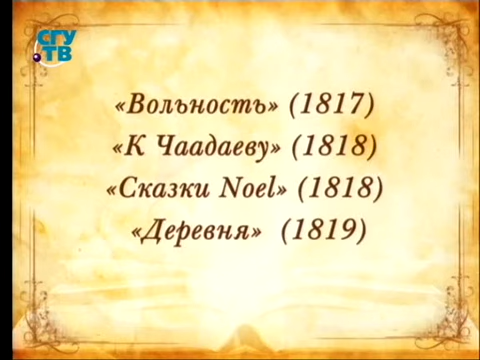 СГУ
ТВ
«Вольность» (1817)
«К Чаадаеву» (1818)
«Сказки Noel» (1818)
«Деревня» (1819)